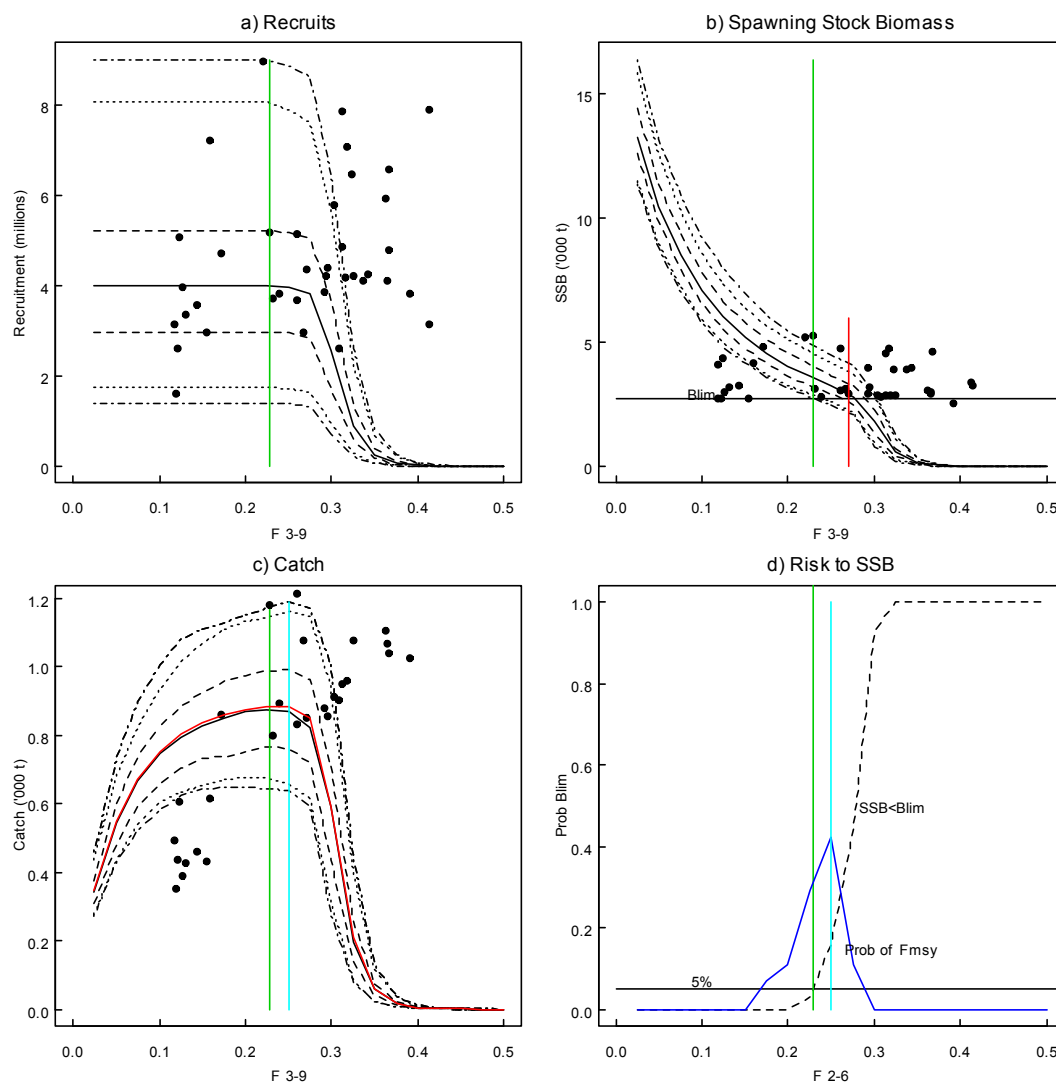 a) Recruits
Recruitment (millions)
8
6
4
2
0
0.0 0.1 0.2 0.3 0.4 0.5
F 3-9
b) Spawning Stock Biomass
SSB ('000 t)
15
10
5
0
Blim
0.0 0.1 0.2 0.3 0.4 0.5
F 3-9
c) Catch
Catch ('000 t)
1.2
1.0
0.8
0.6
0.4
0.2
0.0
0.0 0.1 0.2 0.3 0.4 0.5
F 3-9
d) Risk to SSB
Prob Blim
1.0
0.8
0.6
0.4
0.2
0.0
SSB<Blim
Prob of Fmsy
5%
0.0 0.1 0.2 0.3 0.4 0.5
F 2-6